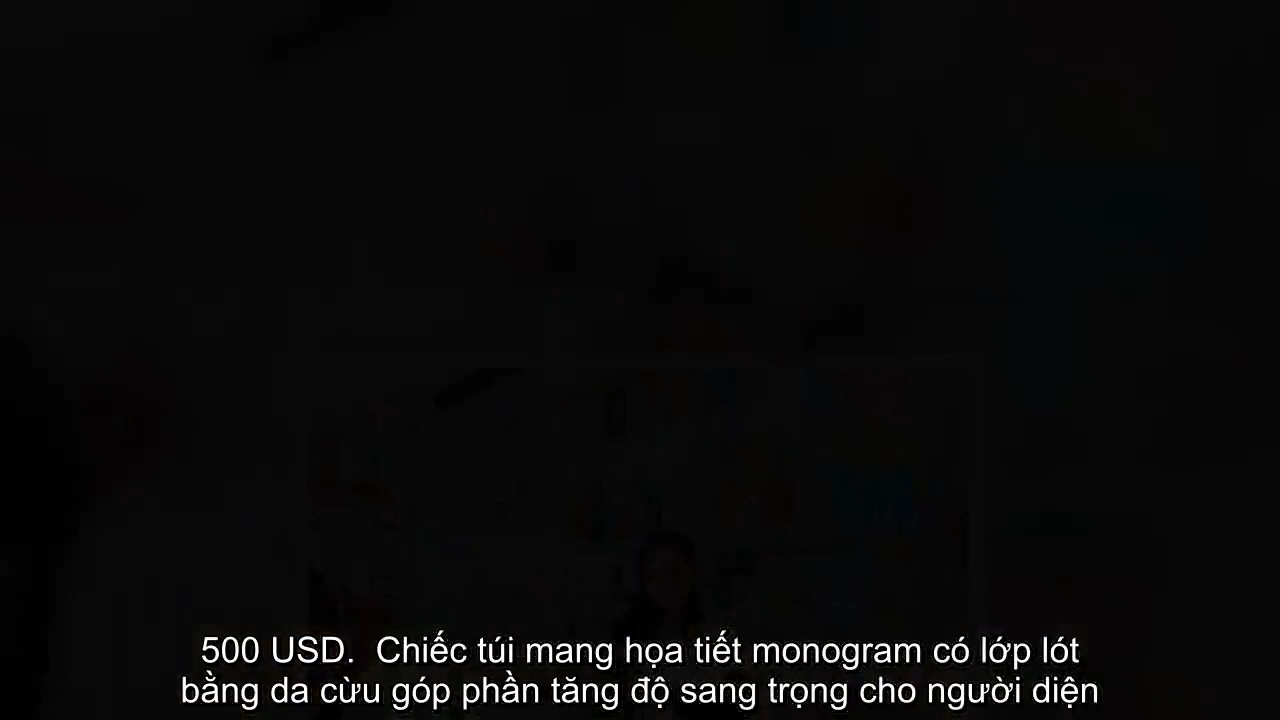 500 USD.  Chiếc túi mang họa tiết monogram có lớp lót
bằng da cừu góp phần tăng độ sang trọng cho người diện